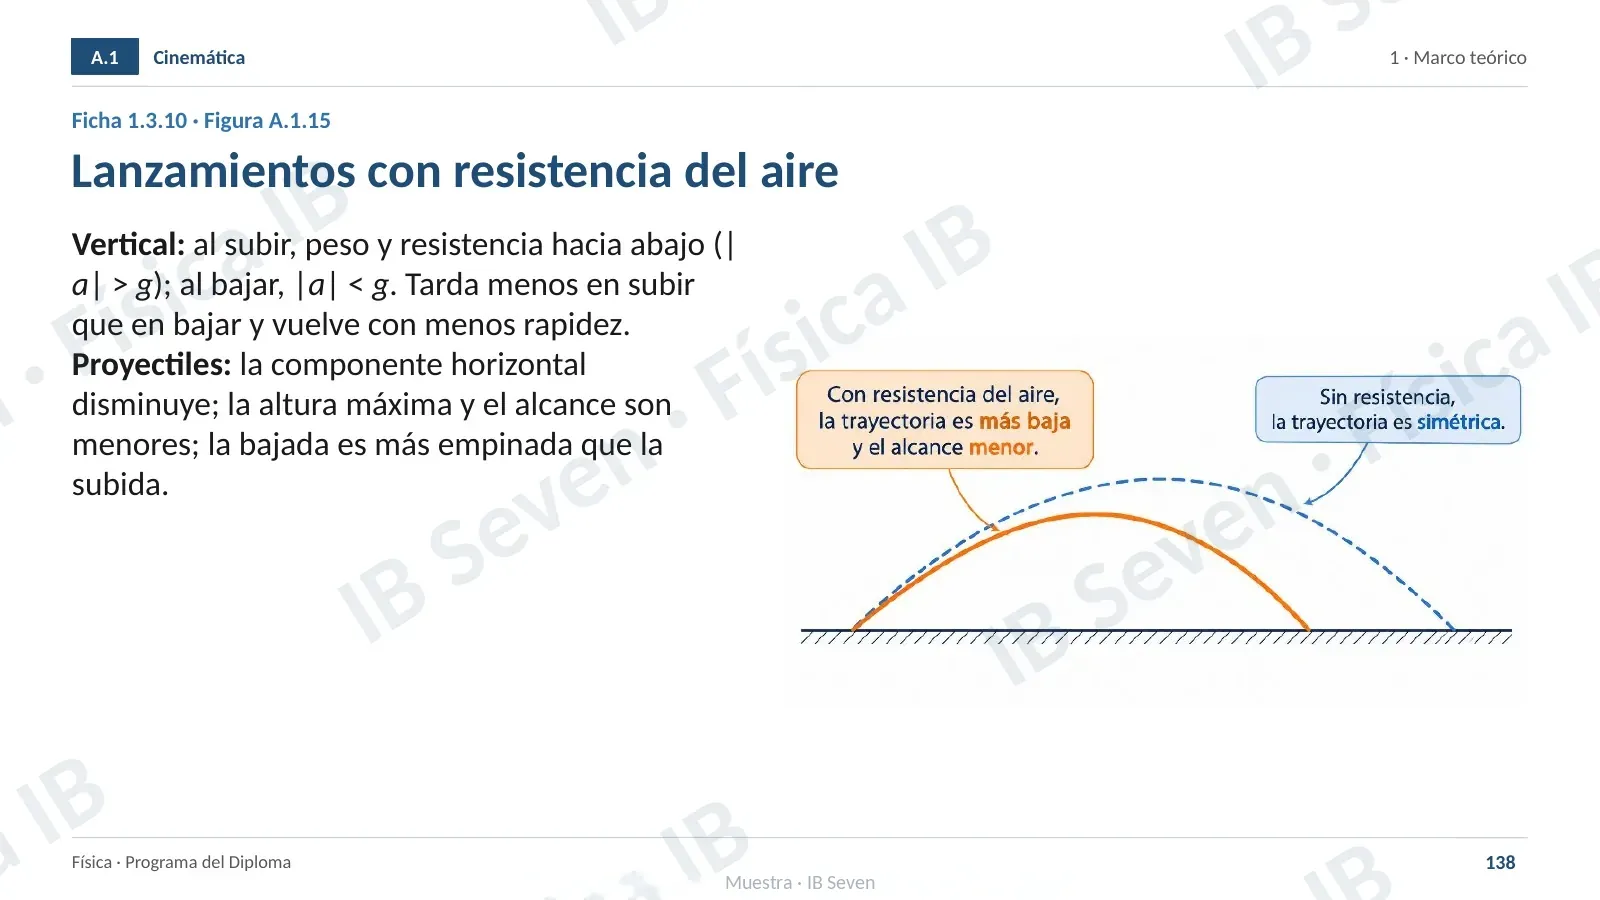 A.1 Cinemática
1 · Marco teórico
Ficha 1.3.10 · Figura A.1.15
Lanzamientos con resistencia del aire
Vertical: al subir, peso y resistencia hacia abajo (|
a| > g); al bajar, |a| < g. Tarda menos en subir
que en bajar y vuelve con menos rapidez.
Proyectiles: la componente horizontal
disminuye; la altura máxima y el alcance son
menores; la bajada es más empinada que la
subida.
Con resistencia del aire,
la trayectoria es más baja
y el alcance menor.
Sin resistencia,
la trayectoria es simétrica.
Física · Programa del Diploma
138
Muestra · IB Seven
IB Seven · Física IB